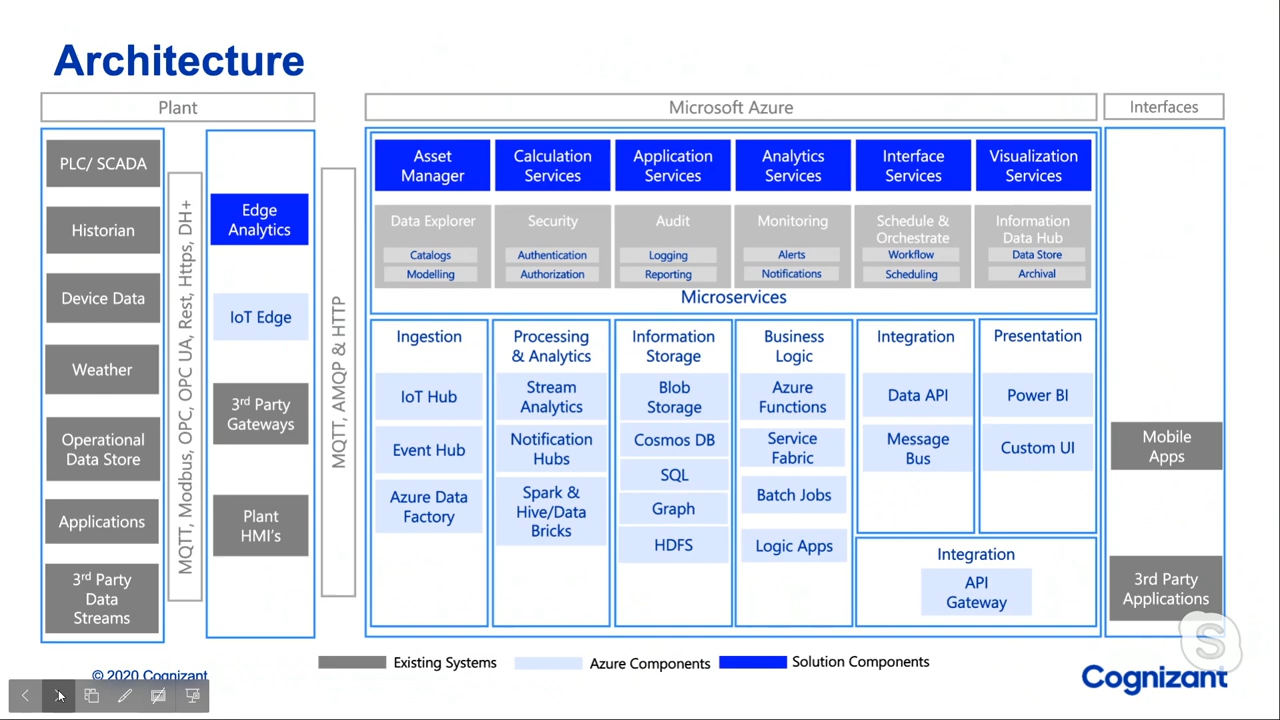 Architecture
Plant
Microsoft Azure
Interfaces
PLC/ SCADA
Historian
Device Data
Weather
Operational
Data Store
Applications
3rd Party
Data
Streams
MQTT, Modbus, OPC, OPC UA, Rest, Https, DH+
Edge
Analytics
IoT Edge
3rd Party
Gateways
Plant
HMI's
MQTT, AMQP & HTTP
Asset
Manager
Calculation
Services
Application
Services
Analytics
Services
Interface
Services
Visualization
Services
Data Explorer
Catalogs
Modelling
Security
Authentication
Authorization
Audit
Logging
Reporting
Monitoring
Alerts
Notifications
Schedule &
Orchestrate
Workflow
Scheduling
Information
Data Hub
Data Store
Archival
Microservices
Ingestion
IoT Hub
Event Hub
Azure Data
Factory
Processing
& Analytics
Stream
Analytics
Notification
Hubs
Spark &
Hive/Data
Bricks
Information
Storage
Blob
Storage
Cosmos DB
SQL
Graph
HDFS
Business
Logic
Azure
Functions
Service
Fabric
Batch Jobs
Logic Apps
Integration
Data API
Message
Bus
Presentation
Power BI
Custom UI
Integration
API
Gateway
Mobile
Apps
3rd Party
Applications
Existing Systems
Azure Components
Solution Components
© 2020 Cognizant
Cognizant
S